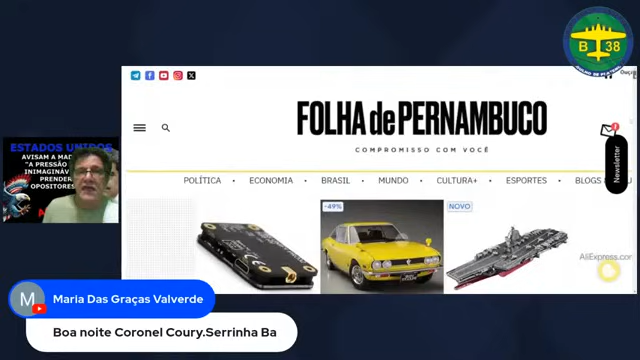 B 38
FOLHA de PERNAMBUCO
COMPROMISSO COM VOCÊ
Newsletter
ESTADOS UNIDOS
AVISAM A MAD
"A PRESSÃO
INIMAGINÁV
PRENDER
OPOSITORES
POLÍTICA • ECONOMIA • BRASIL • MUNDO • CULTURA+ • ESPORTES • BLOGS
-49%
NOVO
AliExpress.com
M
Maria Das Graças Valverde
Boa noite Coronel Coury.Serrinha Ba